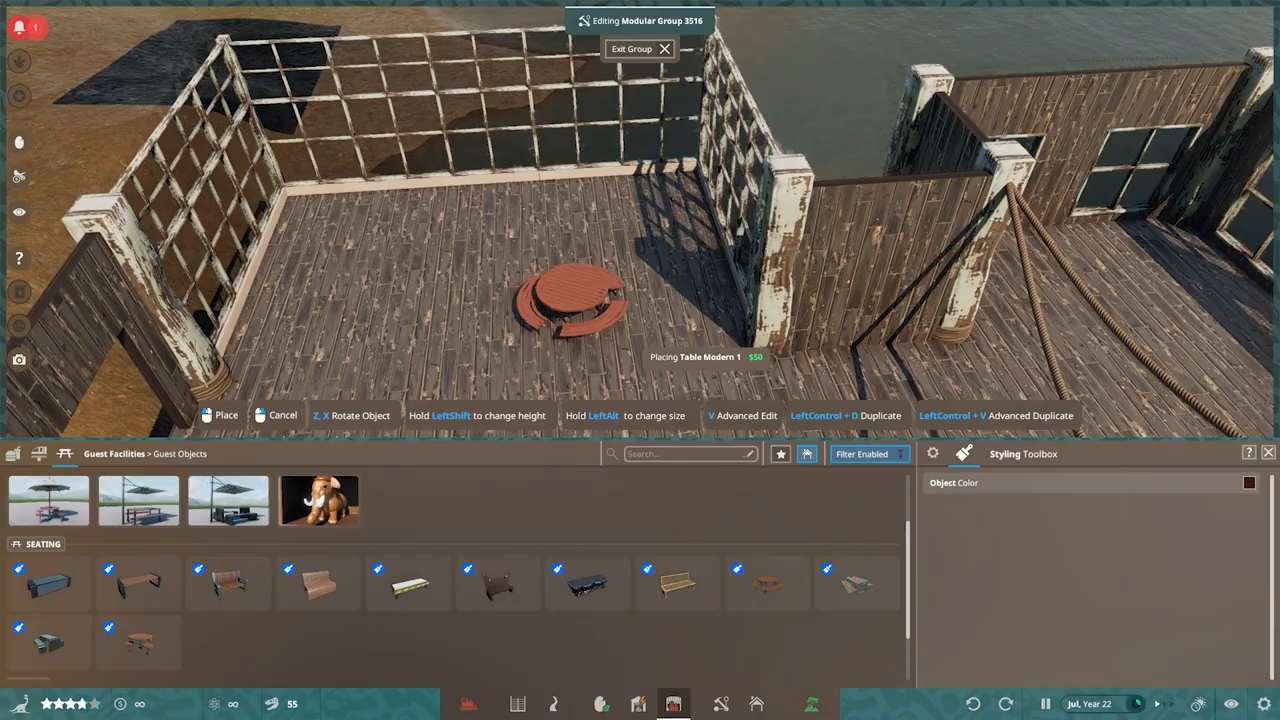 1
Editing Modular Group 3516
Exit Group
?
Placing Table Modern 1 $50
Place
Cancel
Z, X Rotate Object
Hold LeftShift to change height
Hold LeftAlt to change size
V Advanced Edit
LeftControl + D Duplicate
LeftControl + V Advanced Duplicate
Guest Facilities > Guest Objects
Search...
Filter Enabled
Styling Toolbox
?
Object Color
SEATING
55
Jul, Year 22